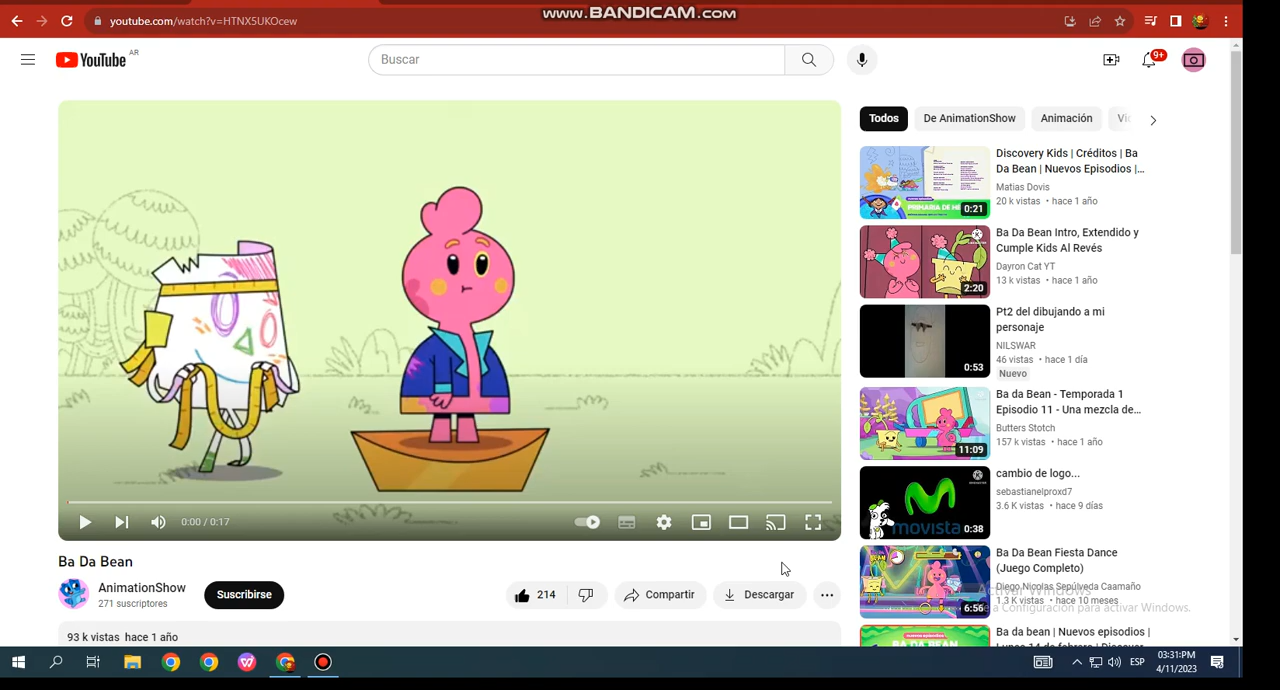 www.BANDICAM.com
youtube.com/watch?v=HTNX5UKOcew
YouTube AR
Buscar
9+
Todos
De AnimationShow
Animación
Discovery Kids | Créditos | Ba
Da Bean | Nuevos Episodios |...
Matias Dovis
20 k vistas • hace 1 año
0:21
Ba Da Bean Intro, Extendido y
Cumple Kids Al Revés
Dayron Cat YT
13 k vistas • hace 1 año
2:20
Pt2 del dibujando a mi
personaje
NILSWAR
46 vistas • hace 1 día
Nuevo
0:53
Ba da Bean - Temporada 1
Episodio 11 - Una mezcla de...
Butters Stotch
157 k vistas • hace 1 año
11:09
cambio de logo...
sebastianelproxd7
3.6 K vistas • hace 9 días
movistar
0:38
Ba Da Bean Fiesta Dance
(Juego Completo)
Diego Nicolas Sepúlveda Caamaño
1.3 K vistas • hace 10 meses
6:56
Ba da bean | Nuevos episodios |
0:00 / 0:17
Ba Da Bean
AnimationShow
271 suscriptores
Suscribirse
214
Compartir
Descargar
93 k vistas hace 1 año
Activar Windows
a Configuración para activar Windows.
ESP
03:31:PM
4/11/2023